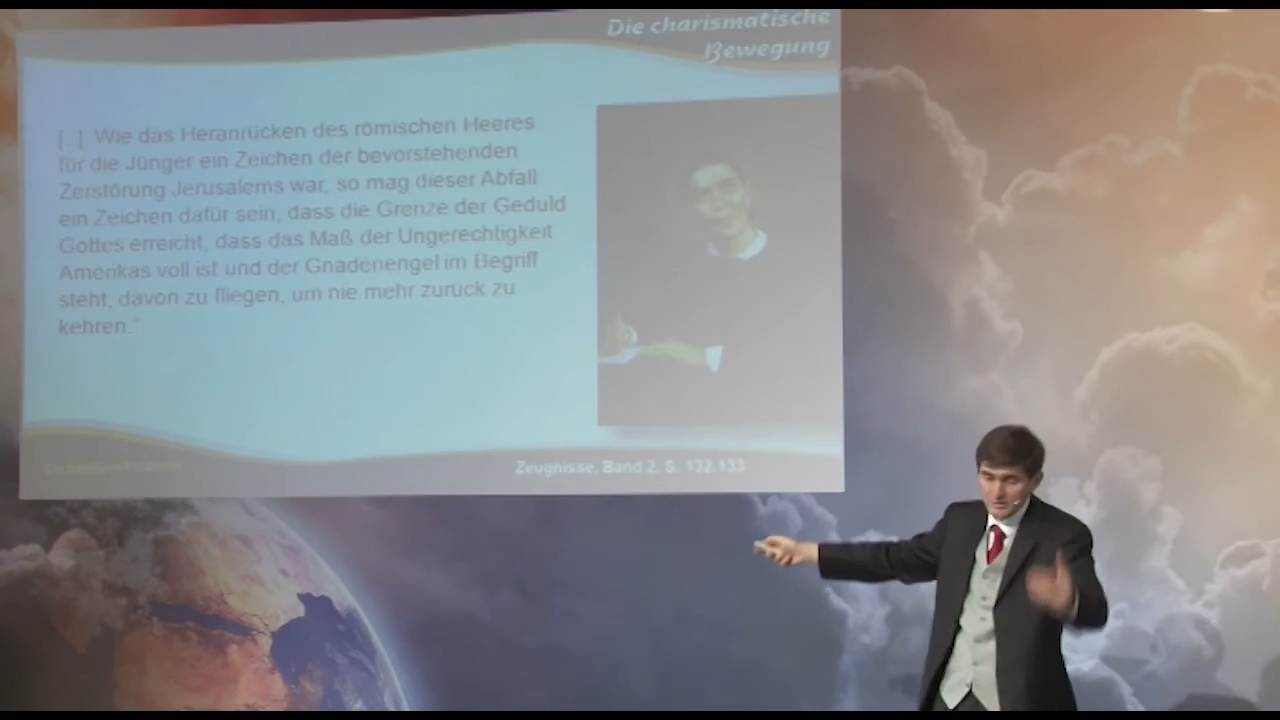 Die charismatische
Bewegung
[ ] Wie das Heranrücken des römischen Heeres
für die Jünger ein Zeichen der bevorstehenden
Zerstörung Jerusalems war, so mag dieser Abfall
ein Zeichen dafür sein, dass die Grenze der Geduld
Gottes erreicht, dass das Maß der Ungerechtigkeit
Amerikas voll ist und der Gnadenengel im Begriff
steht, davon zu fliegen, um nie mehr zurück zu
kehren."
Zeugnisse, Band 2, S. 132.133